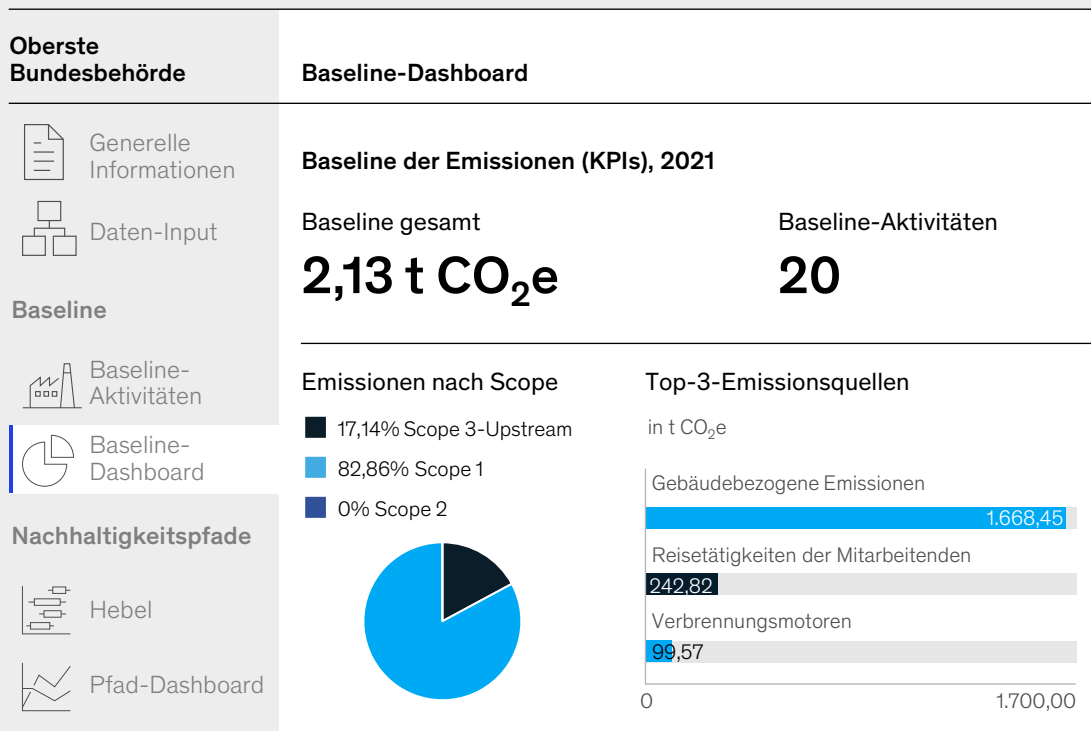 Oberste
Bundesbehörde
Generelle
Informationen
Daten-Input
Baseline
Baseline-
Aktivitäten
Baseline-
Dashboard
Nachhaltigkeitspfade
Hebel
Pfad-Dashboard
Baseline-Dashboard
Baseline der Emissionen (KPIs), 2021
Baseline gesamt
2,13 t CO₂e
Baseline-Aktivitäten
20
Emissionen nach Scope
17,14% Scope 3-Upstream
82,86% Scope 1
0% Scope 2
Top-3-Emissionsquellen
in t CO₂e
Gebäudebezogene Emissionen
1.668,45
Reisetätigkeiten der Mitarbeitenden
242,82
Verbrennungsmotoren
99,57
0 1.700,00